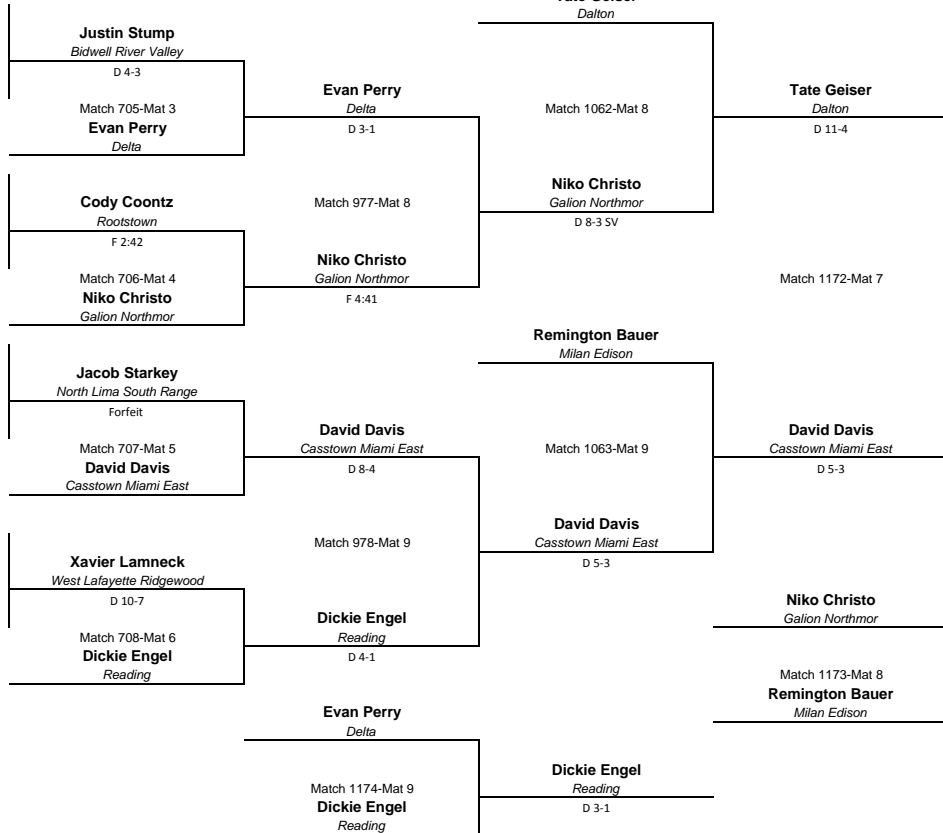 Dalton
Justin Stump
Bidwell River Valley
D 4-3
Match 705-Mat 3
Evan Perry
Delta
Cody Coontz
Rootstown
F 2:42
Match 706-Mat 4
Niko Christo
Galion Northmor
Jacob Starkey
North Lima South Range
Forfeit
Match 707-Mat 5
David Davis
Casstown Miami East
Xavier Lamneck
West Lafayette Ridgewood
D 10-7
Match 708-Mat 6
Dickie Engel
Reading
Evan Perry
Delta
D 3-1
Match 977-Mat 8
Niko Christo
Galion Northmor
F 4:41
David Davis
Casstown Miami East
D 8-4
Match 978-Mat 9
Dickie Engel
Reading
D 4-1
Evan Perry
Delta
Match 1174-Mat 9
Dickie Engel
Reading
Match 1062-Mat 8
Niko Christo
Galion Northmor
D 8-3 SV
Remington Bauer
Milan Edison
Match 1063-Mat 9
David Davis
Casstown Miami East
D 5-3
Dickie Engel
Reading
D 3-1
Tate Geiser
Dalton
D 11-4
Match 1172-Mat 7
David Davis
Casstown Miami East
D 5-3
Niko Christo
Galion Northmor
Match 1173-Mat 8
Remington Bauer
Milan Edison